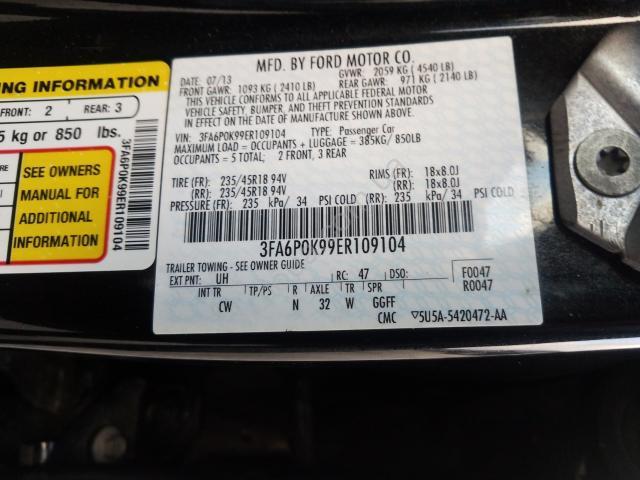 ING INFORMATION
FRONT: 2 REAR: 3
5 kg or 850 lbs.
SEE OWNERS
MANUAL FOR
ADDITIONAL
INFORMATION
3FA6P0K99ER109104
MFD. BY FORD MOTOR CO.
DATE: 07/13 GVWR: 2059 KG ( 4540 LB)
FRONT GAWR: 1093 KG ( 2410 LB) REAR GAWR: 971 KG ( 2140 LB)
THIS VEHICLE CONFORMS TO ALL APPLICABLE FEDERAL MOTOR
VEHICLE SAFETY, BUMPER, AND THEFT PREVENTION STANDARDS
IN EFFECT ON THE DATE OF MANUFACTURE SHOWN ABOVE.
VIN: 3FA6P0K99ER109104 TYPE: Passenger Car
MAXIMUM LOAD = OCCUPANTS + LUGGAGE = 385KG/ 850LB
OCCUPANTS = 5 TOTAL; 2 FRONT, 3 REAR
TIRE (FR): 235/45R18 94V RIMS (FR): 18x8.0J
(RR): 235/45R18 94V (RR): 18x8.0J
PRESSURE (FR): 235 kPa/ 34 PSI COLD (RR): 235 kPa/ 34 PSI COLD
3FA6P0K99ER109104
TRAILER TOWING - SEE OWNER GUIDE
EXT PNT: UH RC: 47 DSO: F0047
R0047
INT TR TP/PS R AXLE TR SPR
CW N 32 W GGFF
CMC ▽5U5A-5420472-AA